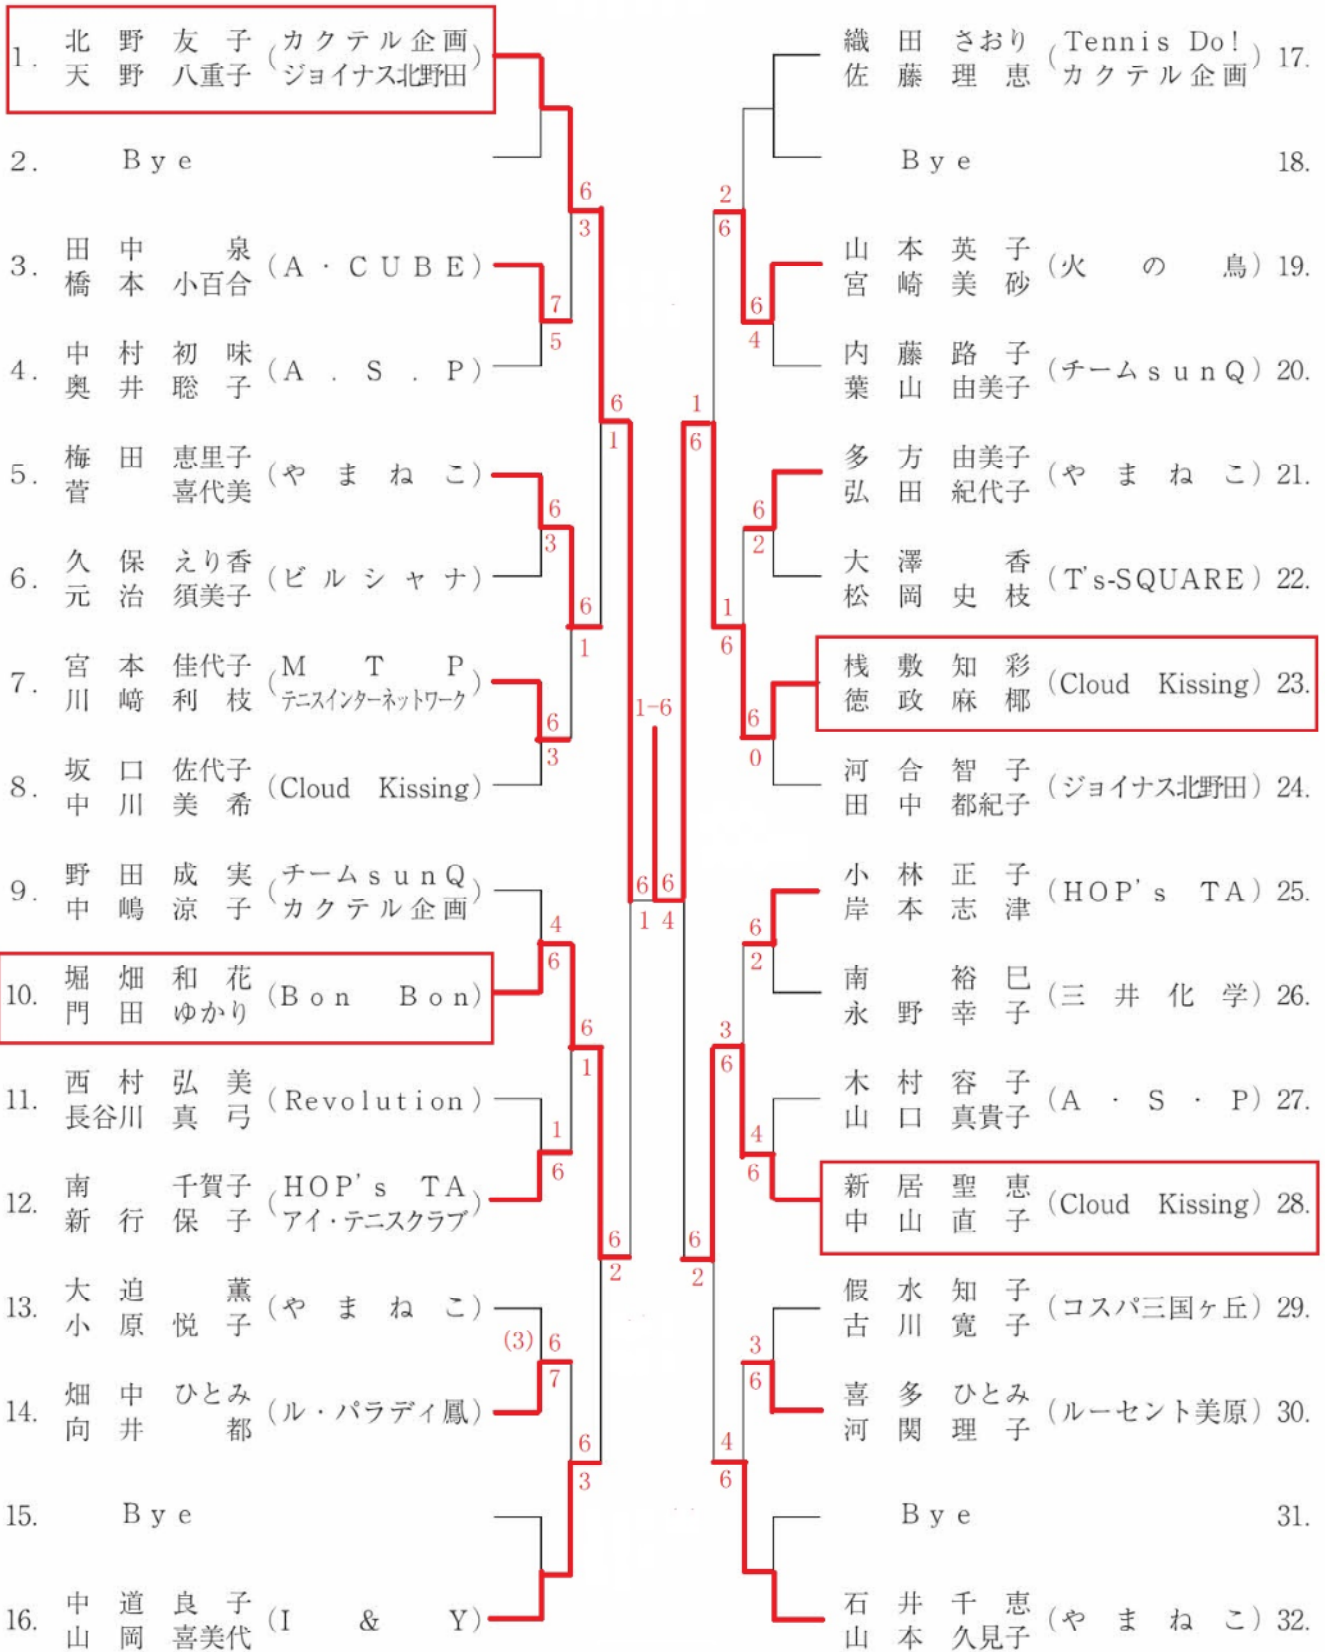 1. 北野友子 (カクテル企画
天野八重子 ジョイナス北野田)
2. Bye
6
3
3. 田中泉 (A・CUBE)
橋本小百合
7
5
4. 中村初味 (A.S.P)
奥井聡子
6
1
5. 梅田恵里子 (やまねこ)
菅喜代美
6
3
6. 久保えり香 (ビルシャナ)
元治須美子
6
1
7. 宮本佳代子 (MTP
川﨑利枝 テニスインターネットワーク)
6
3
8. 坂口佐代子 (Cloud Kissing)
中川美希
9. 野田成実 (チームsunQ
中嶋涼子 カクテル企画)
4
6
10. 堀畑和花 (Bon Bon)
門田ゆかり
6
1
11. 西村弘美 (Revolution)
長谷川真弓
1
6
12. 南千賀子 (HOP's TA
新行保子 アイ・テニスクラブ)
6
2
13. 大迫薫 (やまねこ)
小原悦子
(3) 6
7
14. 畑中ひとみ (ル・パラディ鳳)
向井都
6
3
15. Bye
16. 中道良子 (I & Y)
山岡喜美代
1-6
6 6
1 4
織田さおり (Tennis Do! 17.
佐藤理恵 カクテル企画)
Bye 18.
2
6
山本英子 (火の鳥) 19.
宮崎美砂
6
4
内藤路子 (チームsunQ) 20.
葉山由美子
1
6
多方由美子 (やまねこ) 21.
弘田紀代子
6
2
大澤香 (T's-SQUARE) 22.
松岡史枝
1
6
桟敷知彩 (Cloud Kissing) 23.
徳政麻椰
6
0
河合智子 (ジョイナス北野田) 24.
田中都紀子
小林正子 (HOP's TA) 25.
岸本志津
6
2
南裕巳 (三井化学) 26.
永野幸子
3
6
木村容子 (A・S・P) 27.
山口真貴子
4
6
新居聖恵 (Cloud Kissing) 28.
中山直子
6
2
假水知子 (コスパ三国ヶ丘) 29.
古川寛子
3
6
喜多ひとみ (ルーセント美原) 30.
河関理子
4
6
Bye 31.
石井千恵 (やまねこ) 32.
山本久見子